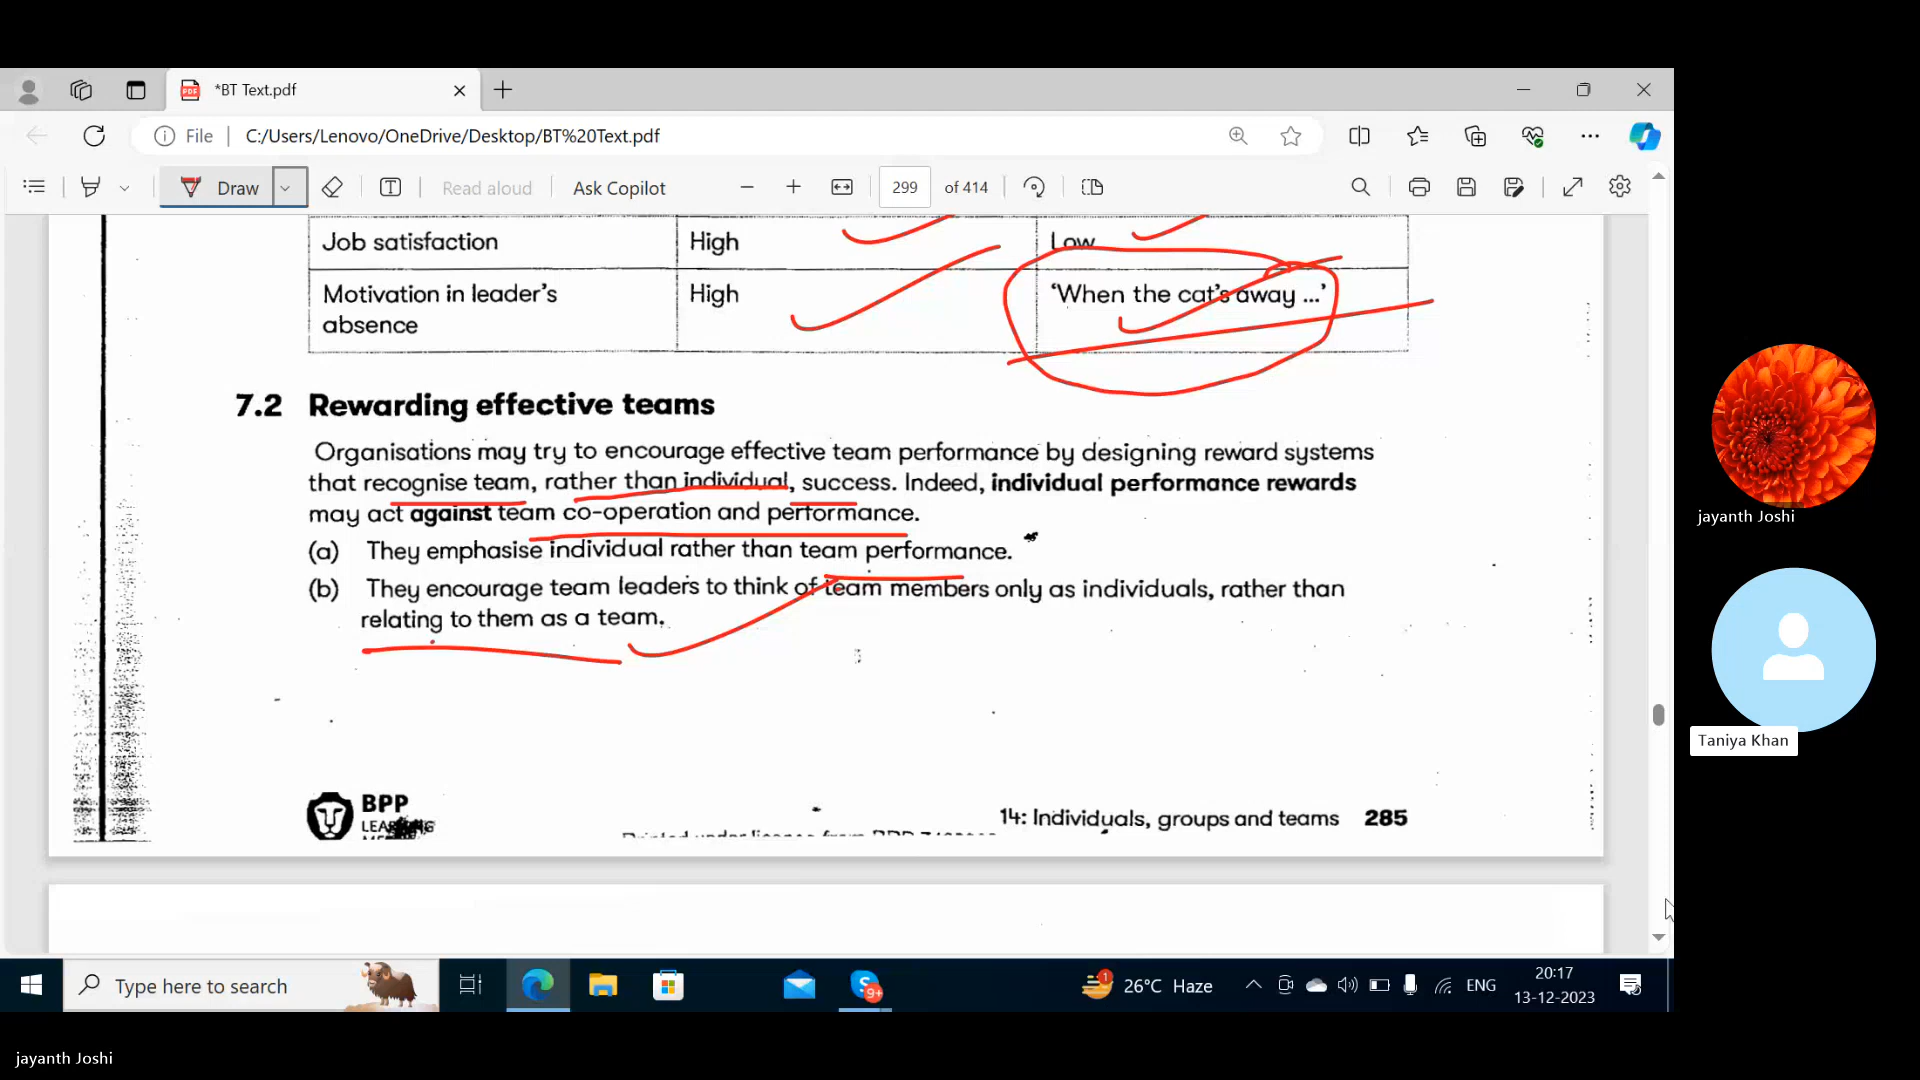 *BT Text.pdf
File
C:/Users/Lenovo/OneDrive/Desktop/BT%20Text.pdf
Draw
Read aloud
Ask Copilot
299 of 414
Job satisfaction High Low
Motivation in leader's High 'When the cat's away ...'
absence
7.2 Rewarding effective teams
Organisations may try to encourage effective team performance by designing reward systems
that recognise team, rather than individual, success. Indeed, individual performance rewards
may act against team co-operation and performance.
(a) They emphasise individual rather than team performance.
(b) They encourage team leaders to think of team members only as individuals, rather than
relating to them as a team.
BPP
14: Individuals, groups and teams 285
jayanth Joshi
Taniya Khan
Type here to search
9+
1
26°C Haze
ENG
20:17
13-12-2023
jayanth Joshi